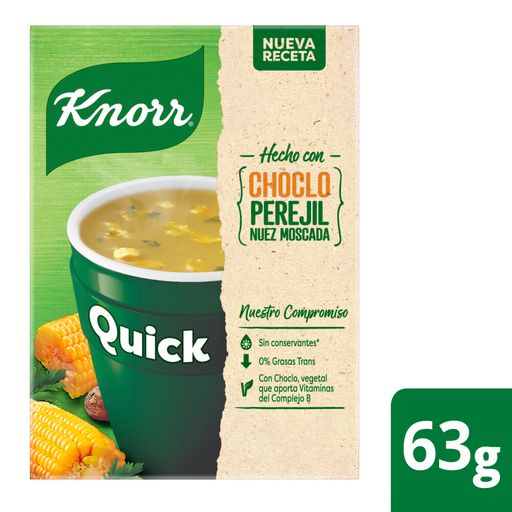 NUEVA
RECETA
Knorr®
Hecho con
CHOCLO
PEREJIL
NUEZ MOSCADA
Quick
Nuestro Compromiso
Sin conservantes*
0% Grasas Trans
Con Choclo, vegetal
que aporta Vitaminas
del Complejo B
63g